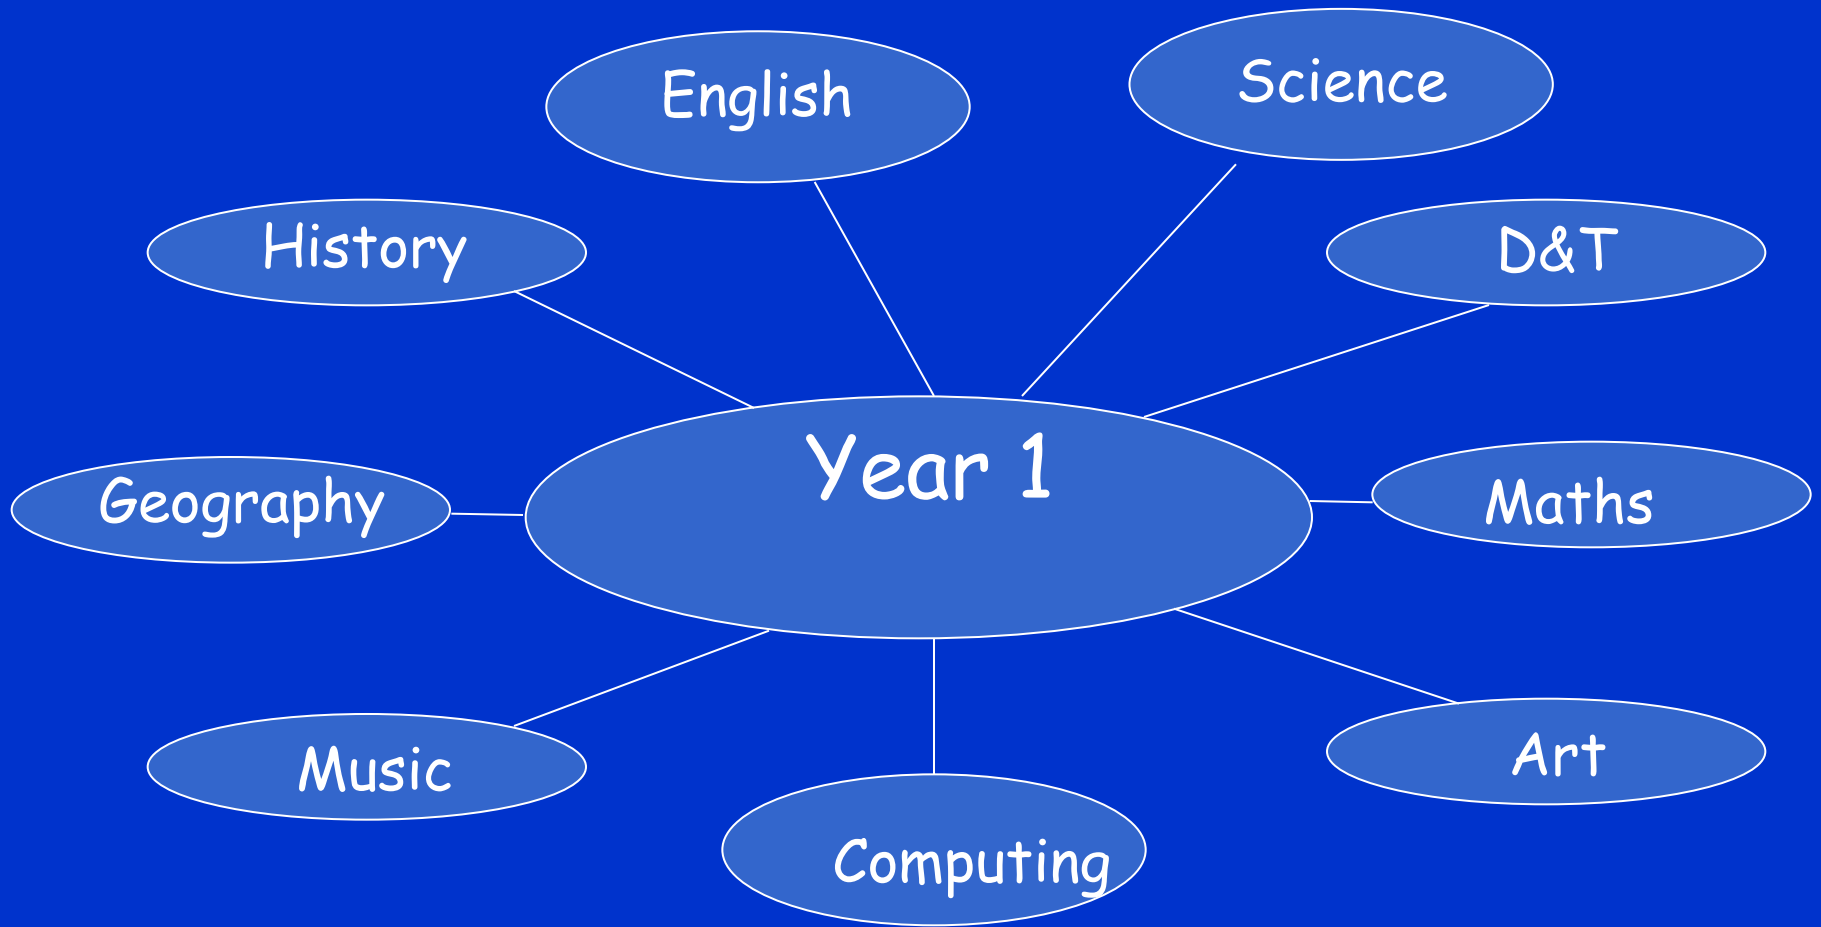 English
Science
History
D&T
Year 1
Geography
Maths
Music
Art
Computing